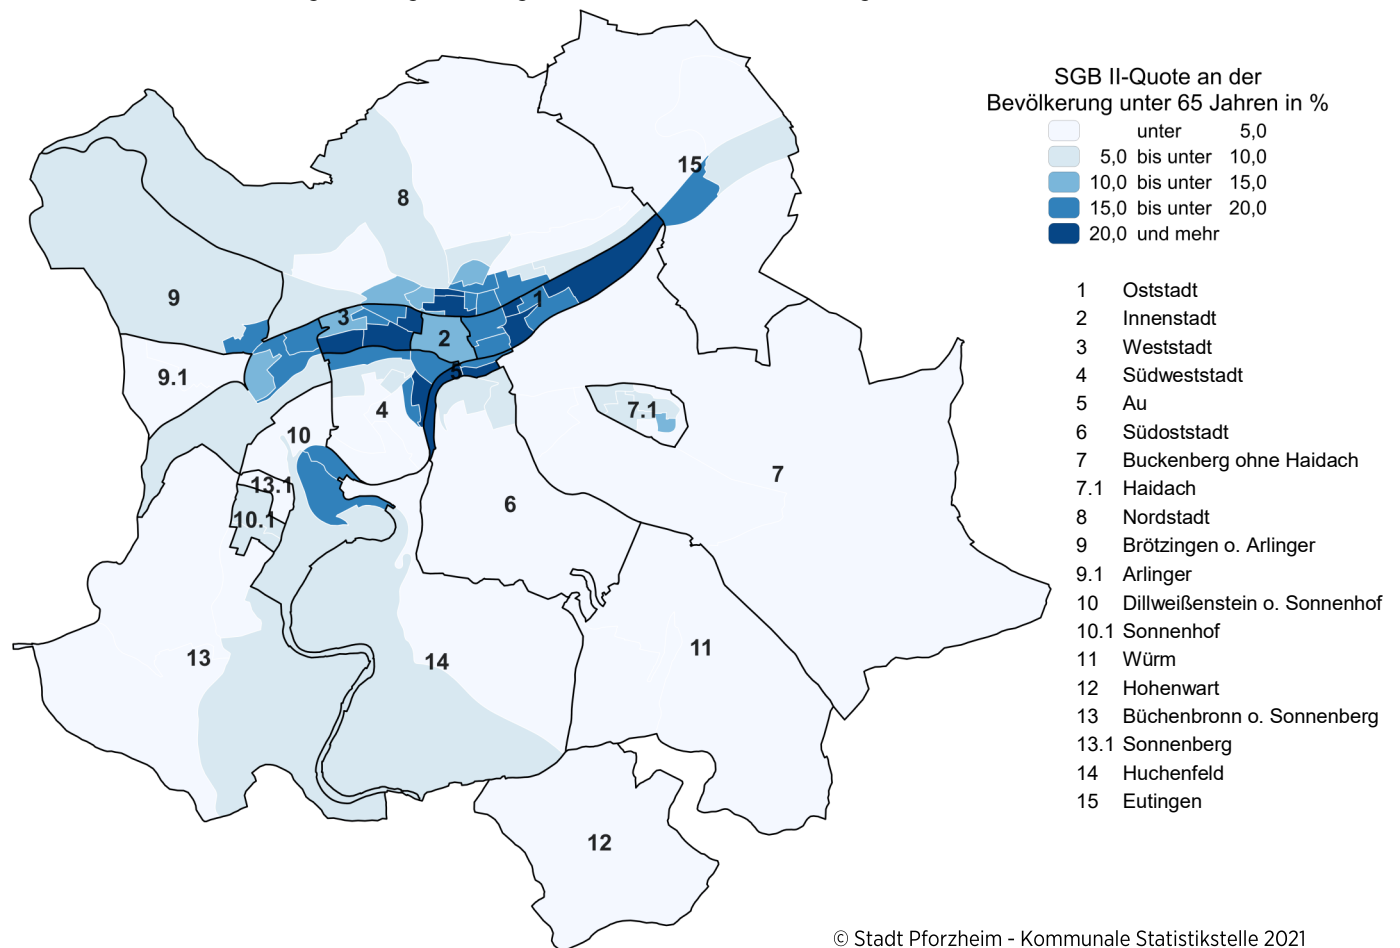 SGB II-Quote an der
Bevölkerung unter 65 Jahren in %
unter 5,0
5,0 bis unter 10,0
10,0 bis unter 15,0
15,0 bis unter 20,0
20,0 und mehr
1 Oststadt
2 Innenstadt
3 Weststadt
4 Südweststadt
5 Au
6 Südoststadt
7 Buckenberg ohne Haidach
7.1 Haidach
8 Nordstadt
9 Brötzingen o. Arlinger
9.1 Arlinger
10 Dillweißenstein o. Sonnenhof
10.1 Sonnenhof
11 Würm
12 Hohenwart
13 Büchenbronn o. Sonnenberg
13.1 Sonnenberg
14 Huchenfeld
15 Eutingen
15
8
9
1
3
2
9.1
5
4
7.1
10
7
13.1
6
10.1
11
13
14
12
© Stadt Pforzheim - Kommunale Statistikstelle 2021